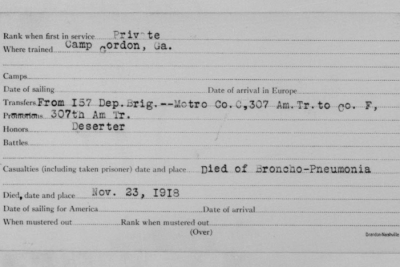 Rank when first in service Private
Where trained Camp Gordon, Ga.
Camps
Date of sailing Date of arrival in Europe
Transfers From I57 Dep.Brig.--Motro Co.C,307 Am.Tr.to Co. F,
Promotions 307th Am Tr.
Honors Deserter
Battles
Casualties (including taken prisoner) date and place Died of Broncho-Pneumonia
Died, date and place Nov. 23, I9I8
Date of sailing for America Date of arrival
When mustered out Rank when mustered out
(Over)